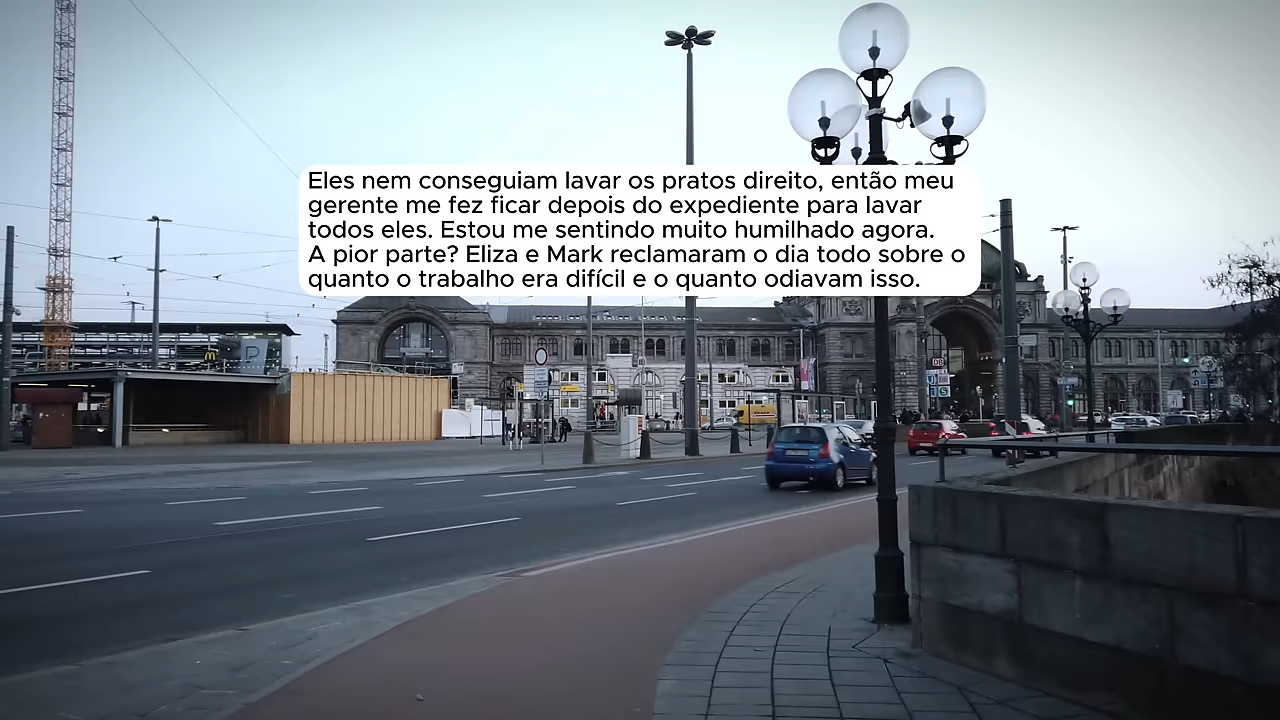 Eles nem conseguiam lavar os pratos direito, então meu
gerente me fez ficar depois do expediente para lavar
todos eles. Estou me sentindo muito humilhado agora.
A pior parte? Eliza e Mark reclamaram o dia todo sobre o
quanto o trabalho era difícil e o quanto odiavam isso.
P
DB
S